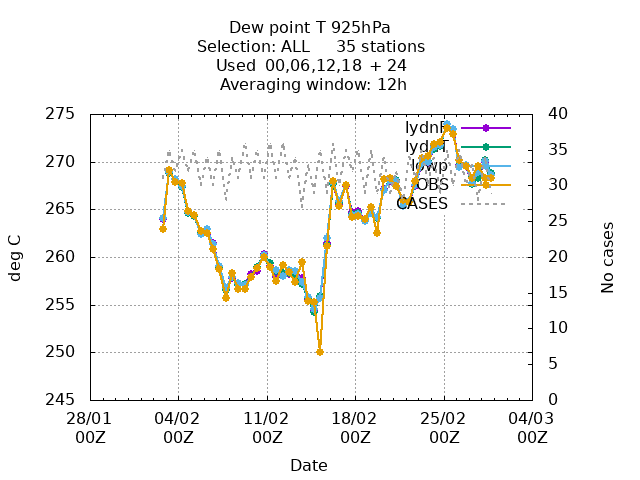 Dew point T 925hPa
Selection: ALL 35 stations
Used 00,06,12,18 + 24
Averaging window: 12h
275
270
265
260
255
250
245
40
35
30
25
20
15
10
5
0
deg C
No cases
lowp
OBS
CASES
28/01 04/02 11/02 18/02 25/02 04/03
00Z 00Z 00Z 00Z 00Z 00Z
Date